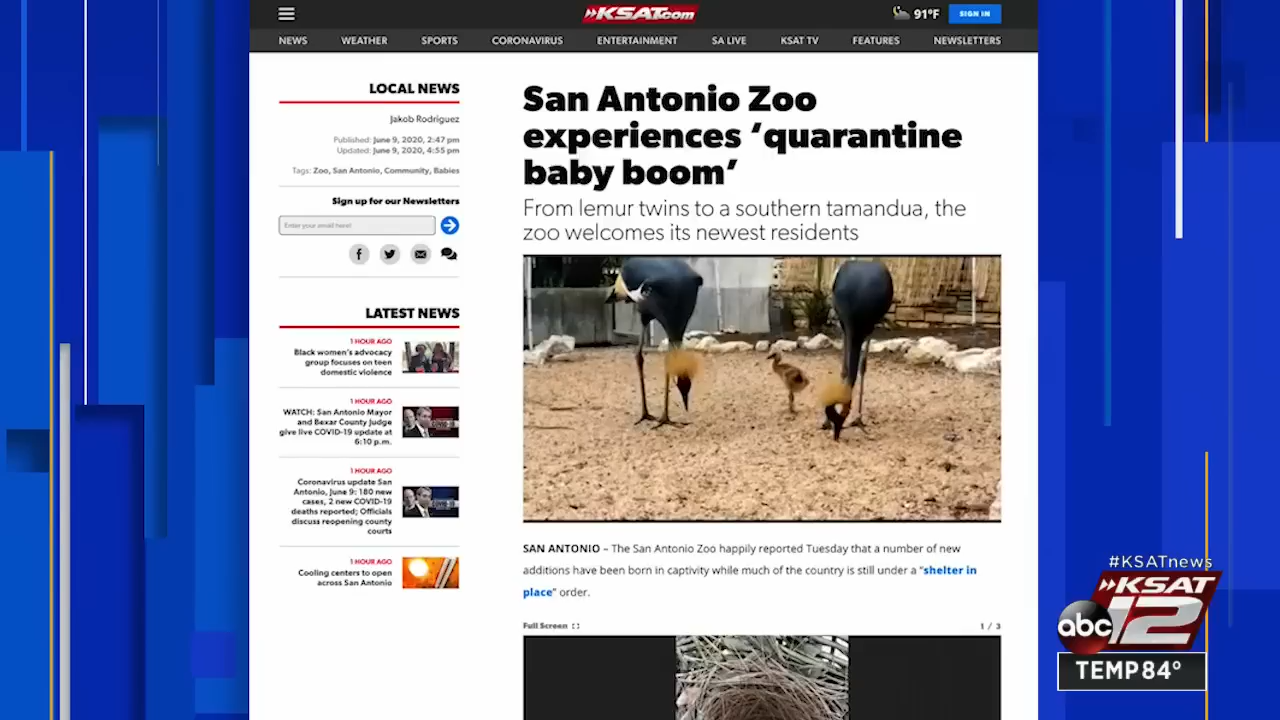 KSAT.com
91°F
SIGN IN
NEWS
WEATHER
SPORTS
CORONAVIRUS
ENTERTAINMENT
SA LIVE
KSAT TV
FEATURES
NEWSLETTERS
LOCAL NEWS
Jakob Rodriguez
Published: June 9, 2020, 2:47 pm
Updated: June 9, 2020, 4:55 pm
Tags: Zoo, San Antonio, Community, Babies
Sign up for our Newsletters
Enter your email here!
LATEST NEWS
1 HOUR AGO
Black women's advocacy
group focuses on teen
domestic violence
1 HOUR AGO
WATCH: San Antonio Mayor
and Bexar County Judge
give live COVID-19 update at
6:10 p.m.
1 HOUR AGO
Coronavirus update San
Antonio, June 9: 180 new
cases, 2 new COVID-19
deaths reported; Officials
discuss reopening county
courts
1 HOUR AGO
Cooling centers to open
across San Antonio
San Antonio Zoo
experiences ‘quarantine
baby boom’
From lemur twins to a southern tamandua, the
zoo welcomes its newest residents
SAN ANTONIO – The San Antonio Zoo happily reported Tuesday that a number of new
additions have been born in captivity while much of the country is still under a “shelter in
place” order.
Full Screen
1 / 3
#KSATnews
KSAT
abc 12
TEMP 84°